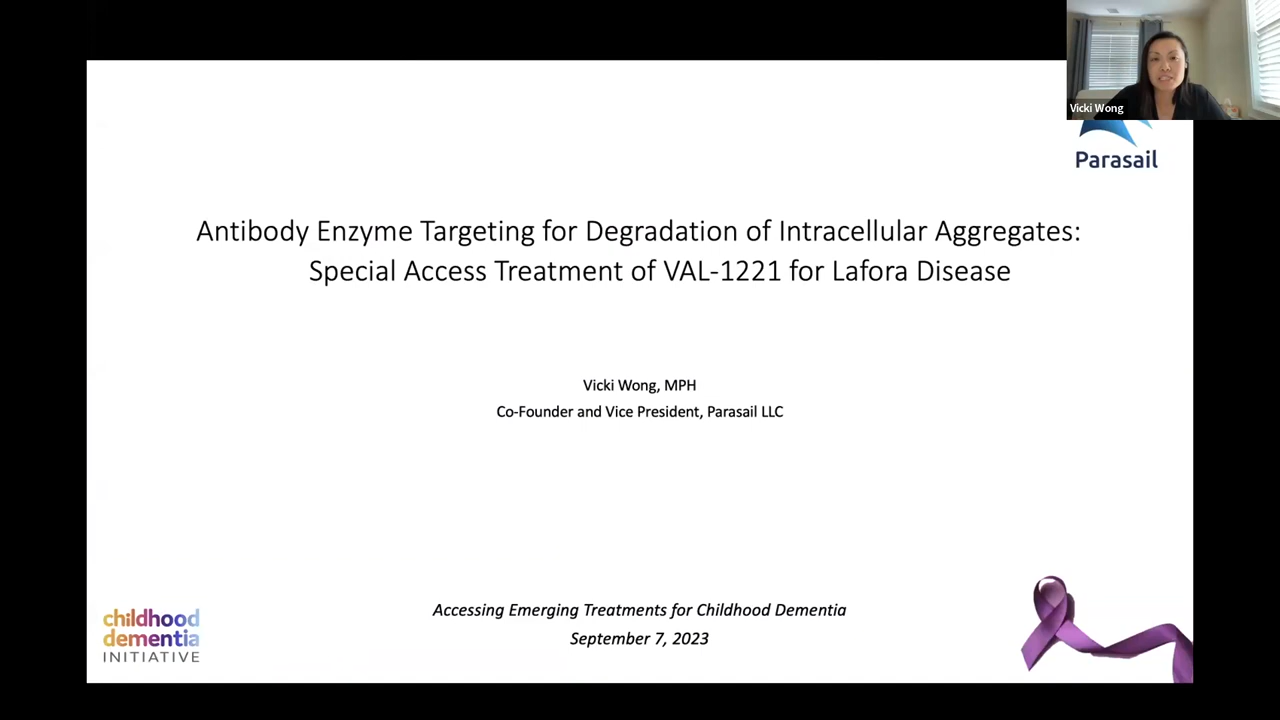 Vicki Wong
Parasail
Antibody Enzyme Targeting for Degradation of Intracellular Aggregates:
Special Access Treatment of VAL-1221 for Lafora Disease
Vicki Wong, MPH
Co-Founder and Vice President, Parasail LLC
Accessing Emerging Treatments for Childhood Dementia
September 7, 2023
childhood
dementia
INITIATIVE